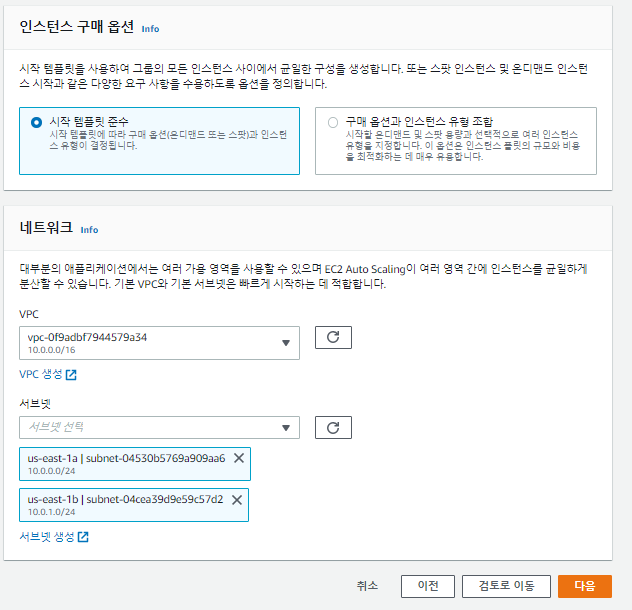 인스턴스 구매 옵션 Info
시작 템플릿을 사용하여 그룹의 모든 인스턴스 사이에서 균일한 구성을 생성합니다. 또는 스팟 인스턴스 및 온디맨드 인스턴
스 시작과 같은 다양한 요구 사항을 수용하도록 옵션을 정의합니다.
시작 템플릿 준수
시작 템플릿에 따라 구매 옵션(온디맨드 또는 스팟)과 인스턴
스 유형이 결정됩니다.
구매 옵션과 인스턴스 유형 조합
시작할 온디맨드 및 스팟 용량과 선택적으로 여러 인스턴스
유형을 지정합니다. 이 옵션은 인스턴스 플릿의 규모와 비용
을 최적화하는 데 매우 유용합니다.
네트워크 Info
대부분의 애플리케이션에서는 여러 가용 영역을 사용할 수 있으며 EC2 Auto Scaling이 여러 영역 간에 인스턴스를 균일하게
분산할 수 있습니다. 기본 VPC와 기본 서브넷은 빠르게 시작하는 데 적합합니다.
VPC
vpc-0f9adbf7944579a34
10.0.0.0/16
VPC 생성
서브넷
서브넷 선택
us-east-1a | subnet-04530b5769a909aa6
10.0.0.0/24
us-east-1b | subnet-04cea39d9e59c57d2
10.0.1.0/24
서브넷 생성
취소 이전 검토로 이동 다음